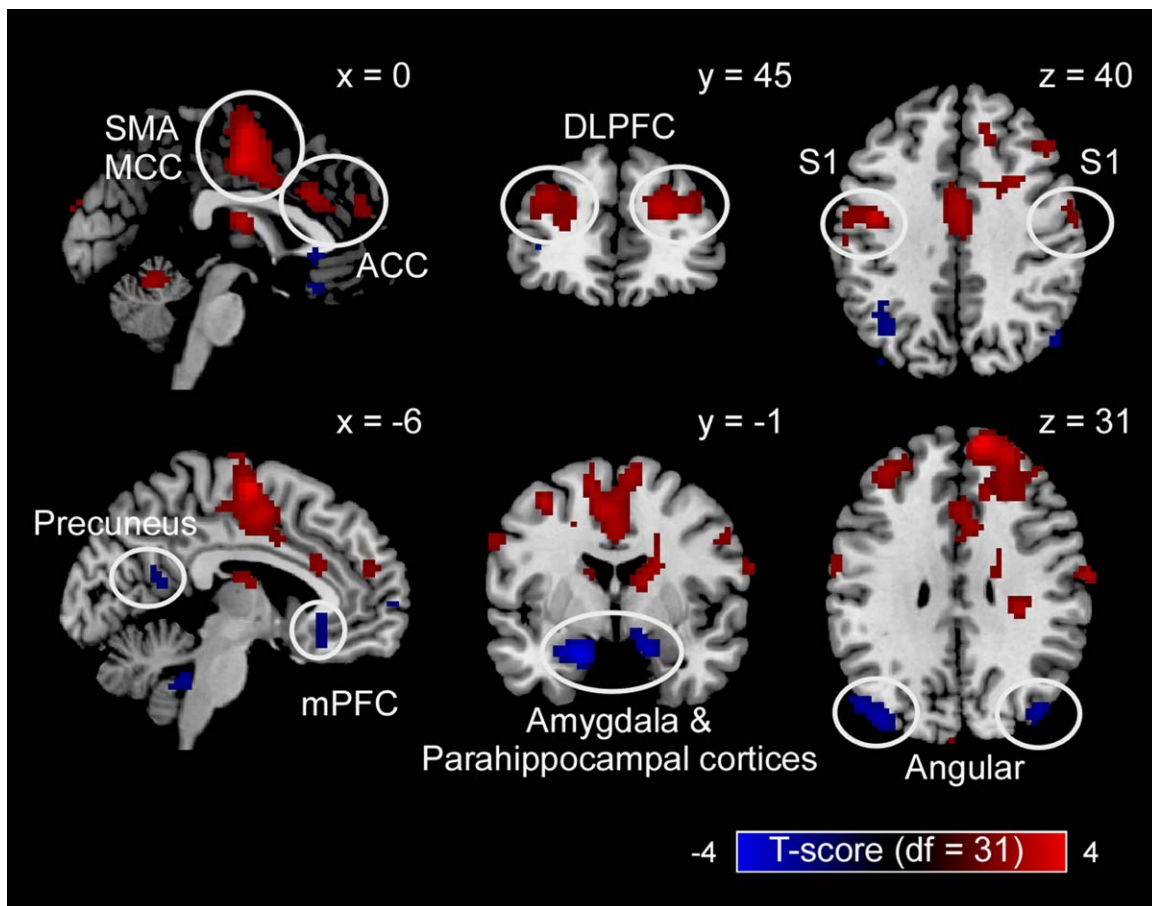 x = 0
y = 45
z = 40
SMA
MCC
DLPFC
S1
S1
ACC
x = -6
y = -1
z = 31
Precuneus
mPFC
Amygdala &
Parahippocampal cortices
Angular
-4
T-score (df = 31)
4